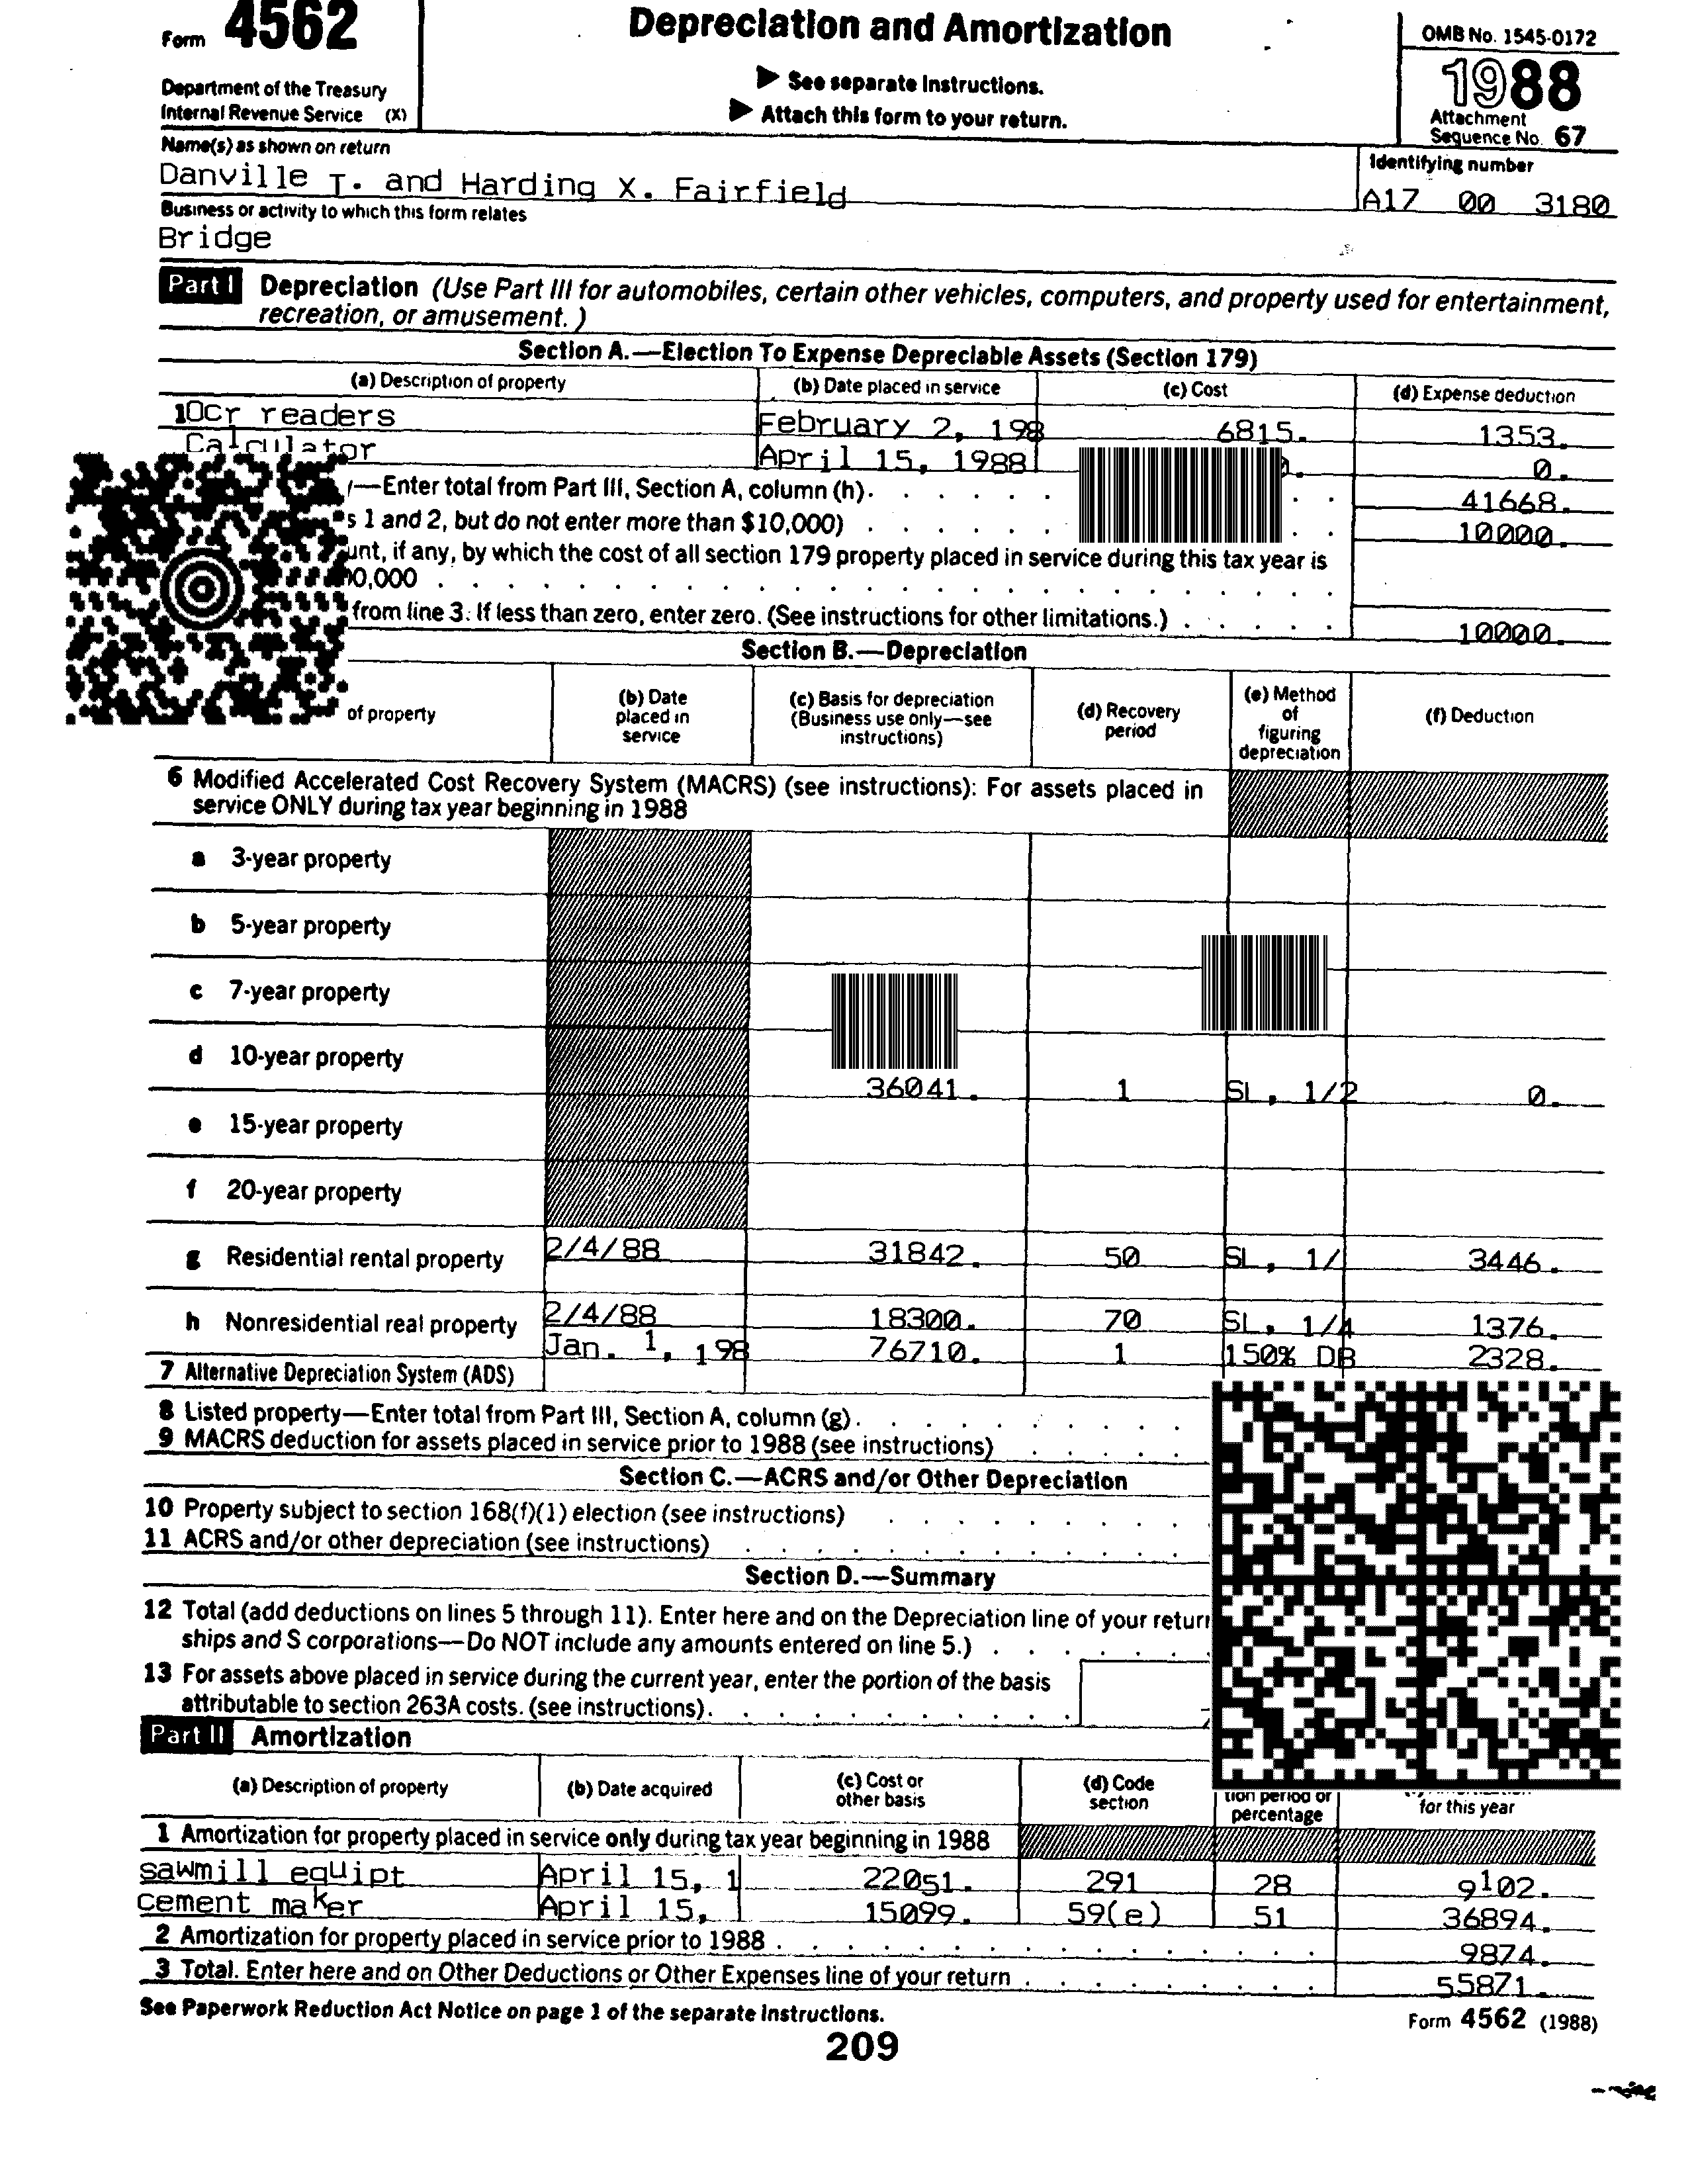 Form 4562
Depreciation and Amortization
OMB No. 1545-0172
1988
Department of the Treasury
Internal Revenue Service (X)
▶ See separate Instructions.
▶ Attach this form to your return.
Attachment
Sequence No. 67
Name(s) as shown on return
Identifying number
Danville T. and Harding X. Fairfield
A17 00 3180
Business or activity to which this form relates
Bridge
Part I Depreciation (Use Part III for automobiles, certain other vehicles, computers, and property used for entertainment,
recreation, or amusement. )
Section A.—Election To Expense Depreciable Assets (Section 179)
(a) Description of property (b) Date placed in service (c) Cost (d) Expense deduction
1 Ocr readers February 2, 198 6815. 1353.
Calculator April 15, 1988 0.
—Enter total from Part III, Section A, column (h). . . . . . . 41668.
1 and 2, but do not enter more than $10,000) . . . . . . . 10000.
if any, by which the cost of all section 179 property placed in service during this tax year is
from line 3. If less than zero, enter zero. (See instructions for other limitations.) . . . . . 10000.
Section B.—Depreciation
of property
(b) Date
placed in
service
(c) Basis for depreciation
(Business use only—see
instructions)
(d) Recovery
period
(e) Method
of
figuring
depreciation
(f) Deduction
6 Modified Accelerated Cost Recovery System (MACRS) (see instructions): For assets placed in
service ONLY during tax year beginning in 1988
a 3-year property
b 5-year property
c 7-year property
d 10-year property
36041. 1 SL, 1/2 0.
e 15-year property
f 20-year property
g Residential rental property 2/4/88 31842. 50 SL, 1/ 3446.
h Nonresidential real property 2/4/88 18300. 70 SL, 1/4 1376.
Jan. 1, 198 76710. 1 150% DB 2328.
7 Alternative Depreciation System (ADS)
8 Listed property—Enter total from Part III, Section A, column (g). . . . . . . . .
9 MACRS deduction for assets placed in service prior to 1988 (see instructions) . . . . .
Section C.—ACRS and/or Other Depreciation
10 Property subject to section 168(f)(1) election (see instructions) . . . . . . . .
11 ACRS and/or other depreciation (see instructions) . . . . . . . . . . . .
Section D.—Summary
12 Total (add deductions on lines 5 through 11). Enter here and on the Depreciation line of your
ships and S corporations—Do NOT include any amounts entered on line 5.) . . . . . .
13 For assets above placed in service during the current year, enter the portion of the basis
attributable to section 263A costs. (see instructions). . . . . . . . . . .
Part II Amortization
(a) Description of property
(b) Date acquired
(c) Cost or
other basis
(d) Code
section
tion period or
percentage
for this year
1 Amortization for property placed in service only during tax year beginning in 1988
sawmill equipt April 15, 1 22051. 291 28 9102.
cement maker April 15, 15099. 59(e) 51 36894.
2 Amortization for property placed in service prior to 1988 . . . . . . . . . . . . . . . 9874.
3 Total. Enter here and on Other Deductions or Other Expenses line of your return . . . . . . . . 55871.
See Paperwork Reduction Act Notice on page 1 of the separate Instructions.
Form 4562 (1988)
209